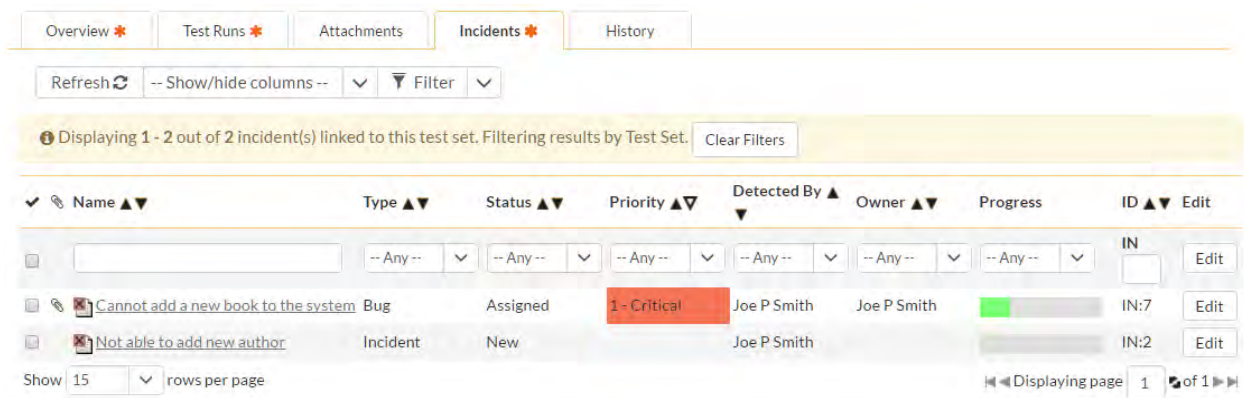 Overview Test Runs Attachments Incidents History
Refresh -- Show/hide columns -- Filter
Displaying 1 - 2 out of 2 incident(s) linked to this test set. Filtering results by Test Set. Clear Filters
Name Type Status Priority Detected By Owner Progress ID Edit
-- Any -- -- Any -- -- Any -- -- Any -- -- Any -- -- Any -- IN Edit
Cannot add a new book to the system Bug Assigned 1 - Critical Joe P Smith Joe P Smith IN:7 Edit
Not able to add new author Incident New Joe P Smith IN:2 Edit
Show 15 rows per page Displaying page 1 of 1